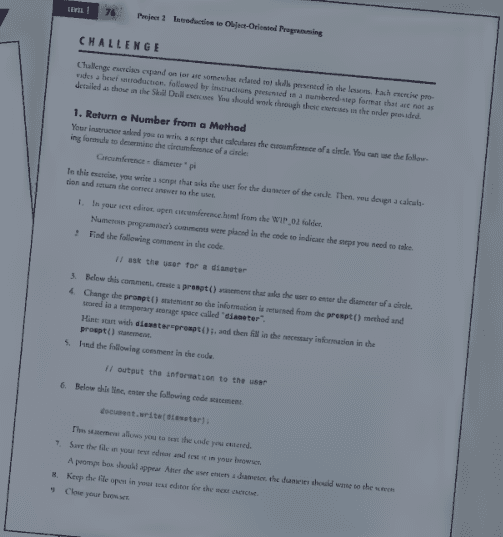 LEVEL 1 76 Project 2 Introduction to Object-Oriented Programming
CHALLENGE
Challenge exercises expand on (or are somewhat related to) skills presented in the lessons. Each exercise pro-
vides a brief introduction, followed by instructions presented in a numbered-step format that are not as
detailed as those in the Skill Drill exercises. You should work through these exercises in the order provided.
1. Return a Number from a Method
Your instructor asked you to write a script that calculates the circumference of a circle. You can use the follow-
ing formula to determine the circumference of a circle:
Circumference = diameter * pi
In this exercise, you write a script that asks the user for the diameter of the circle. Then, you design a calcula-
tion and return the correct answer to the user.
1. In your text editor, open circumference.html from the WIP_02 folder.
Numerous programmer's comments were placed in the code to indicate the steps you need to take.
2. Find the following comment in the code.
// ask the user for a diameter
3. Below this comment, create a prompt() statement that asks the user to enter the diameter of a circle.
4. Change the prompt() statement so the information is returned from the prompt() method and
stored in a temporary storage space called "diameter".
Hint: start with diameter=prompt();, and then fill in the necessary information in the
prompt() statement.
5. Find the following comment in the code.
// output the information to the user
6. Below this line, enter the following code statement.
document.write(diameter);
This statement allows you to test the code you entered.
7. Save the file in your text editor and test it in your browser.
A prompt box should appear. After the user enters a diameter, the diameter should write to the screen
8. Keep the file open in your text editor for the next exercise.
9. Close your browser.